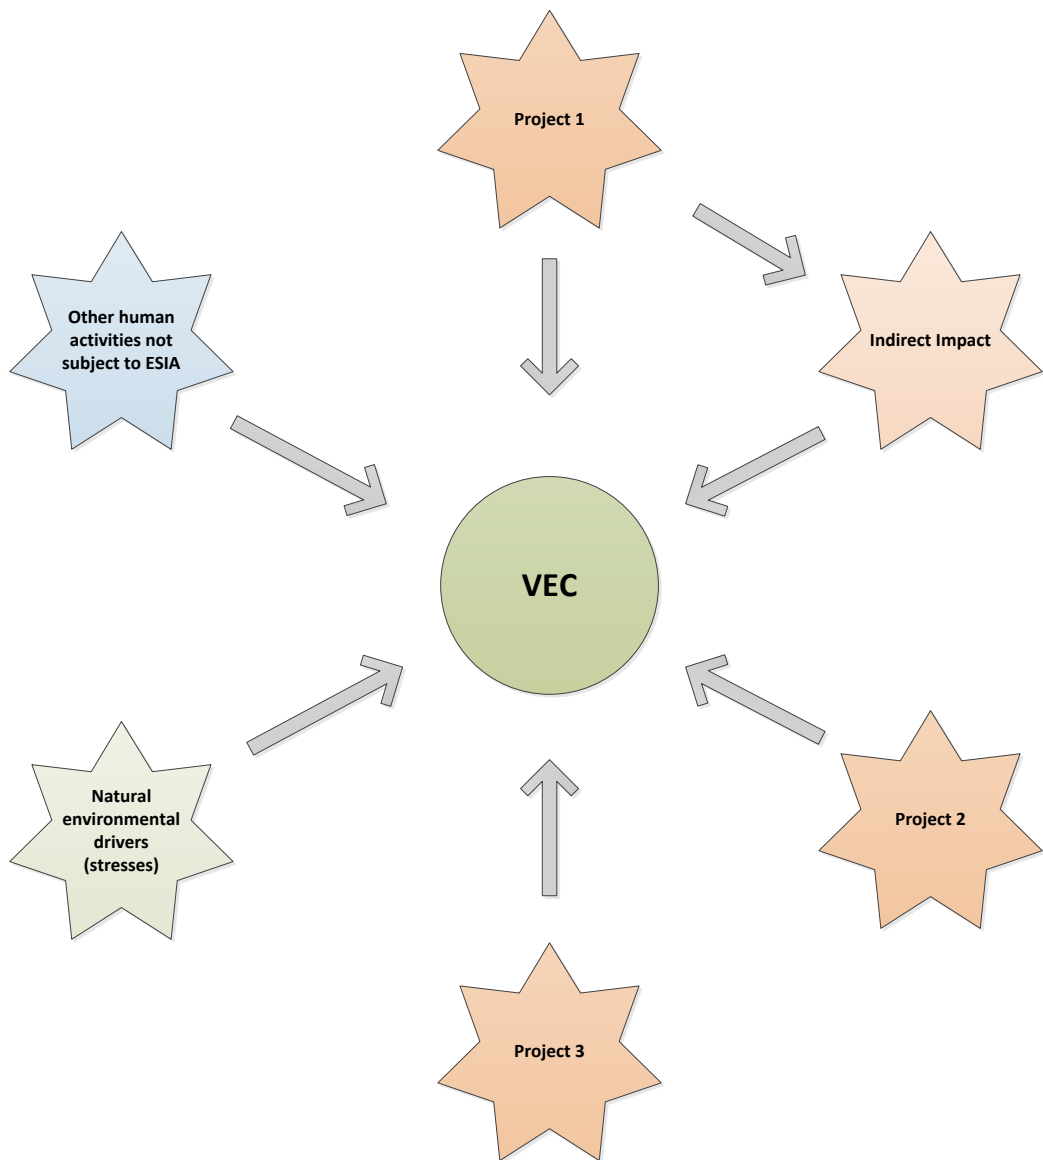 Project 1
Other human
activities not
subject to ESIA
Indirect Impact
VEC
Natural
environmental
drivers
(stresses)
Project 2
Project 3